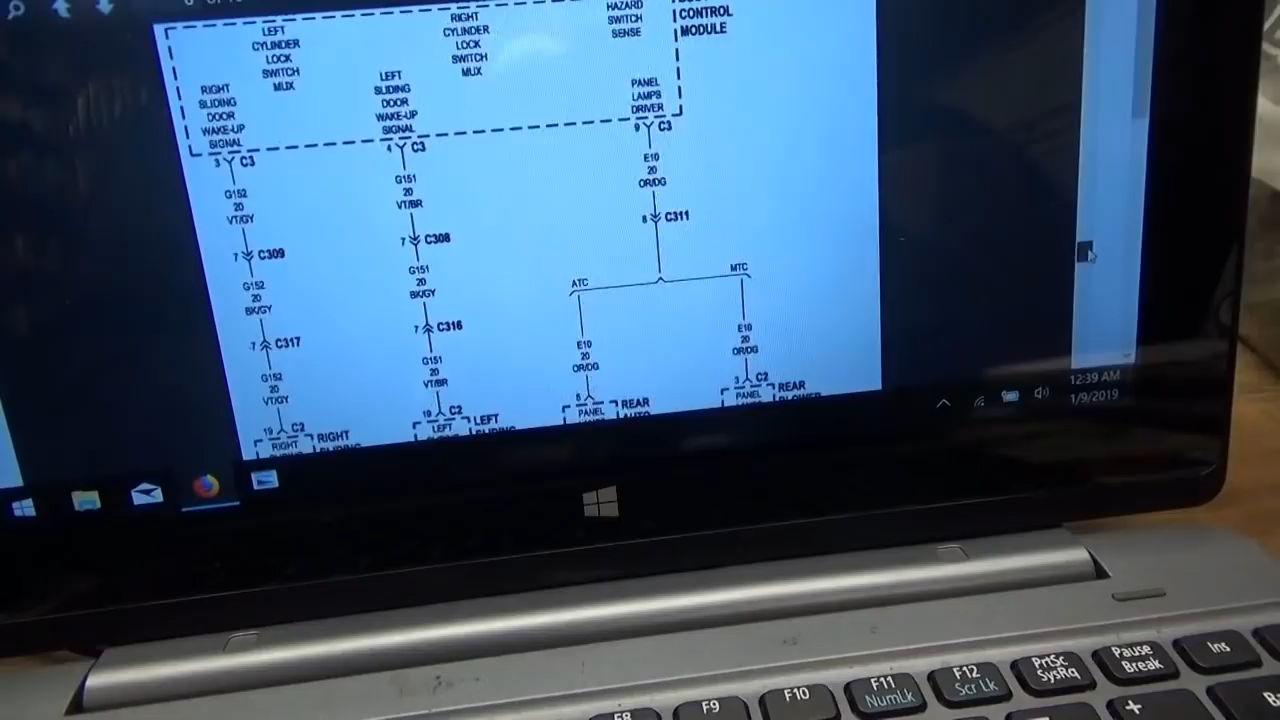 LEFT
CYLINDER
LOCK
SWITCH
MUX
RIGHT
CYLINDER
LOCK
SWITCH
MUX
HAZARD
SWITCH
SENSE
CONTROL
MODULE
RIGHT
SLIDING
DOOR
WAKE-UP
SIGNAL
LEFT
SLIDING
DOOR
WAKE-UP
SIGNAL
PANEL
LAMPS
DRIVER
3 C3
4 C3
9 C3
G152
20
VT/GY
G151
20
VT/BR
E10
20
OR/DG
7 C309
7 C308
8 C311
G152
20
BK/GY
G151
20
BK/GY
ATC
MTC
7 C317
7 C316
G152
20
VT/GY
G151
20
VT/BR
E10
20
OR/DG
E10
20
OR/DG
19 C2
RIGHT
RIGHT
19 C2
LEFT
LEFT
PANEL
REAR
3 C2
PANEL
REAR
12:39 AM
1/9/2019
F8
F9
F10
F11
NumLk
F12
Scr Lk
PrtSc
SysRq
Pause
Break
Ins
+